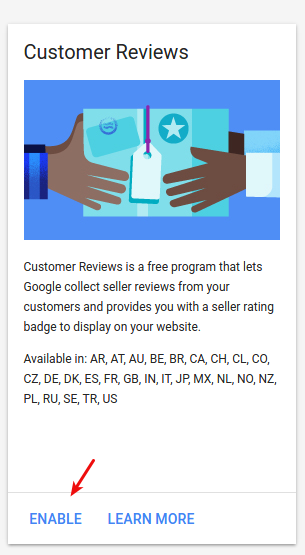 Customer Reviews
Customer Reviews is a free program that lets
Google collect seller reviews from your
customers and provides you with a seller rating
badge to display on your website.
Available in: AR, AT, AU, BE, BR, CA, CH, CL, CO,
CZ, DE, DK, ES, FR, GB, IN, IT, JP, MX, NL, NO, NZ,
PL, RU, SE, TR, US
ENABLE LEARN MORE